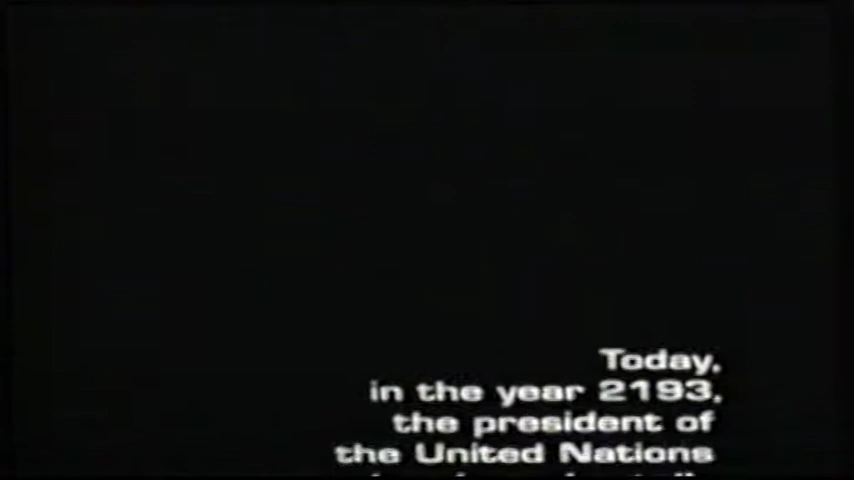 Today,
in the year 2193,
the president of
the United Nations